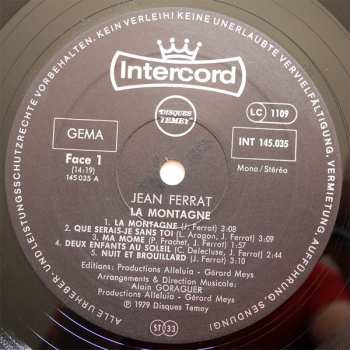 KEIN VERLEIH! KEINE UNERLAUBTE VERVIELFÄLTIGUNG, VERMIETUNG, AUFFÜHRUNG, SENDUNG!
ALLE URHEBER- UND LEISTUNGSSCHUTZRECHTE VORBEHALTEN.
Intercord
DISQUES
TEMEY
LC 1109
GEMA
INT 145.035
Face 1
(14:19)
145 035 A
Mono / Stéréo
JEAN FERRAT
LA MONTAGNE
1. LA MONTAGNE (J. Ferrat) 3:08
2. QUE SERAIS-JE SANS TOI (L. Aragon, J. Ferrat) 3:09
3. MA MOME (P. Frachet, J. Ferrat) 1:57
4. DEUX ENFANTS AU SOLEIL (C. Delecluse, J. Ferrat) 2:44
5. NUIT ET BROUILLARD (J. Ferrat) 3:10
Editions: Productions Alleluia - Gérard Meys
Arrangements & Direction Musicale:
Alain GORAGUER
Productions Alleluia - Gérard Meys
℗ 1979 Disques Temey
ST 33